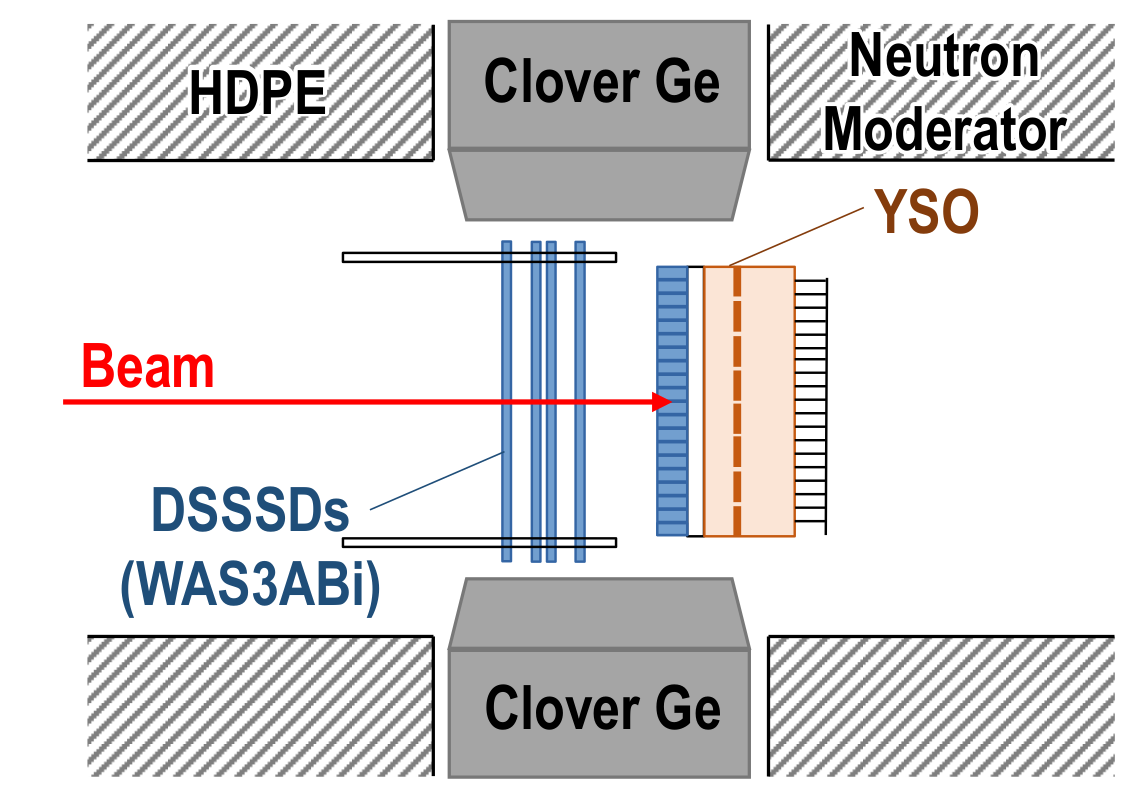 HDPE
Clover Ge
Neutron
Moderator
YSO
Beam
DSSSDs
(WAS3ABi)
Clover Ge